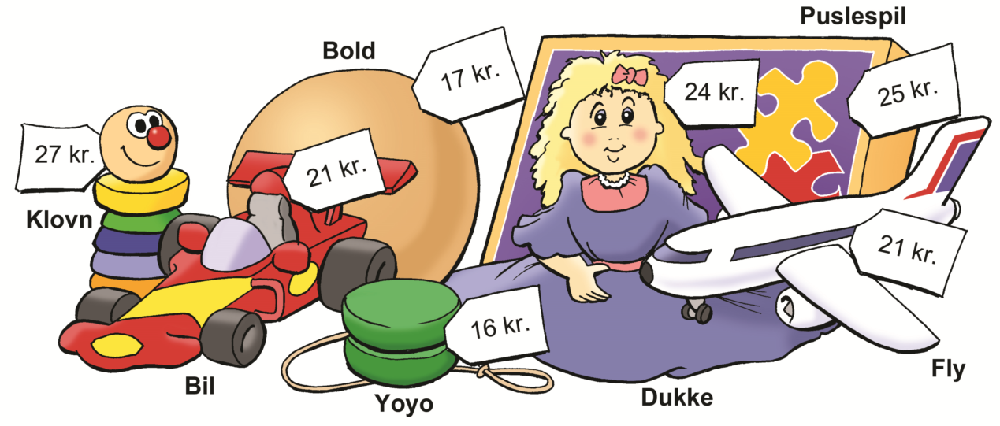 Puslespil
Bold
17 kr.
24 kr.
25 kr.
27 kr.
21 kr.
Klovn
21 kr.
16 kr.
Fly
Bil
Yoyo
Dukke